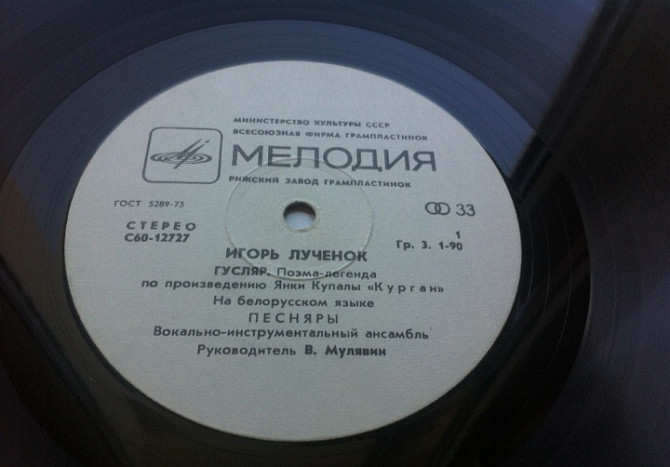 МИНИСТЕРСТВО КУЛЬТУРЫ СССР
ВСЕСОЮЗНАЯ ФИРМА ГРАМПЛАСТИНОК
МЕЛОДИЯ
РИЖСКИЙ ЗАВОД ГРАМПЛАСТИНОК
ГОСТ 5289-73
33
СТЕРЕО
С60-12727
1
Гр. 3. 1-90
ИГОРЬ ЛУЧЕНОК
ГУСЛЯР. Поэма-легенда
по произведению Янки Купалы «Курган»
На белорусском языке
ПЕСНЯРЫ
Вокально-инструментальный ансамбль
Руководитель В. Мулявин